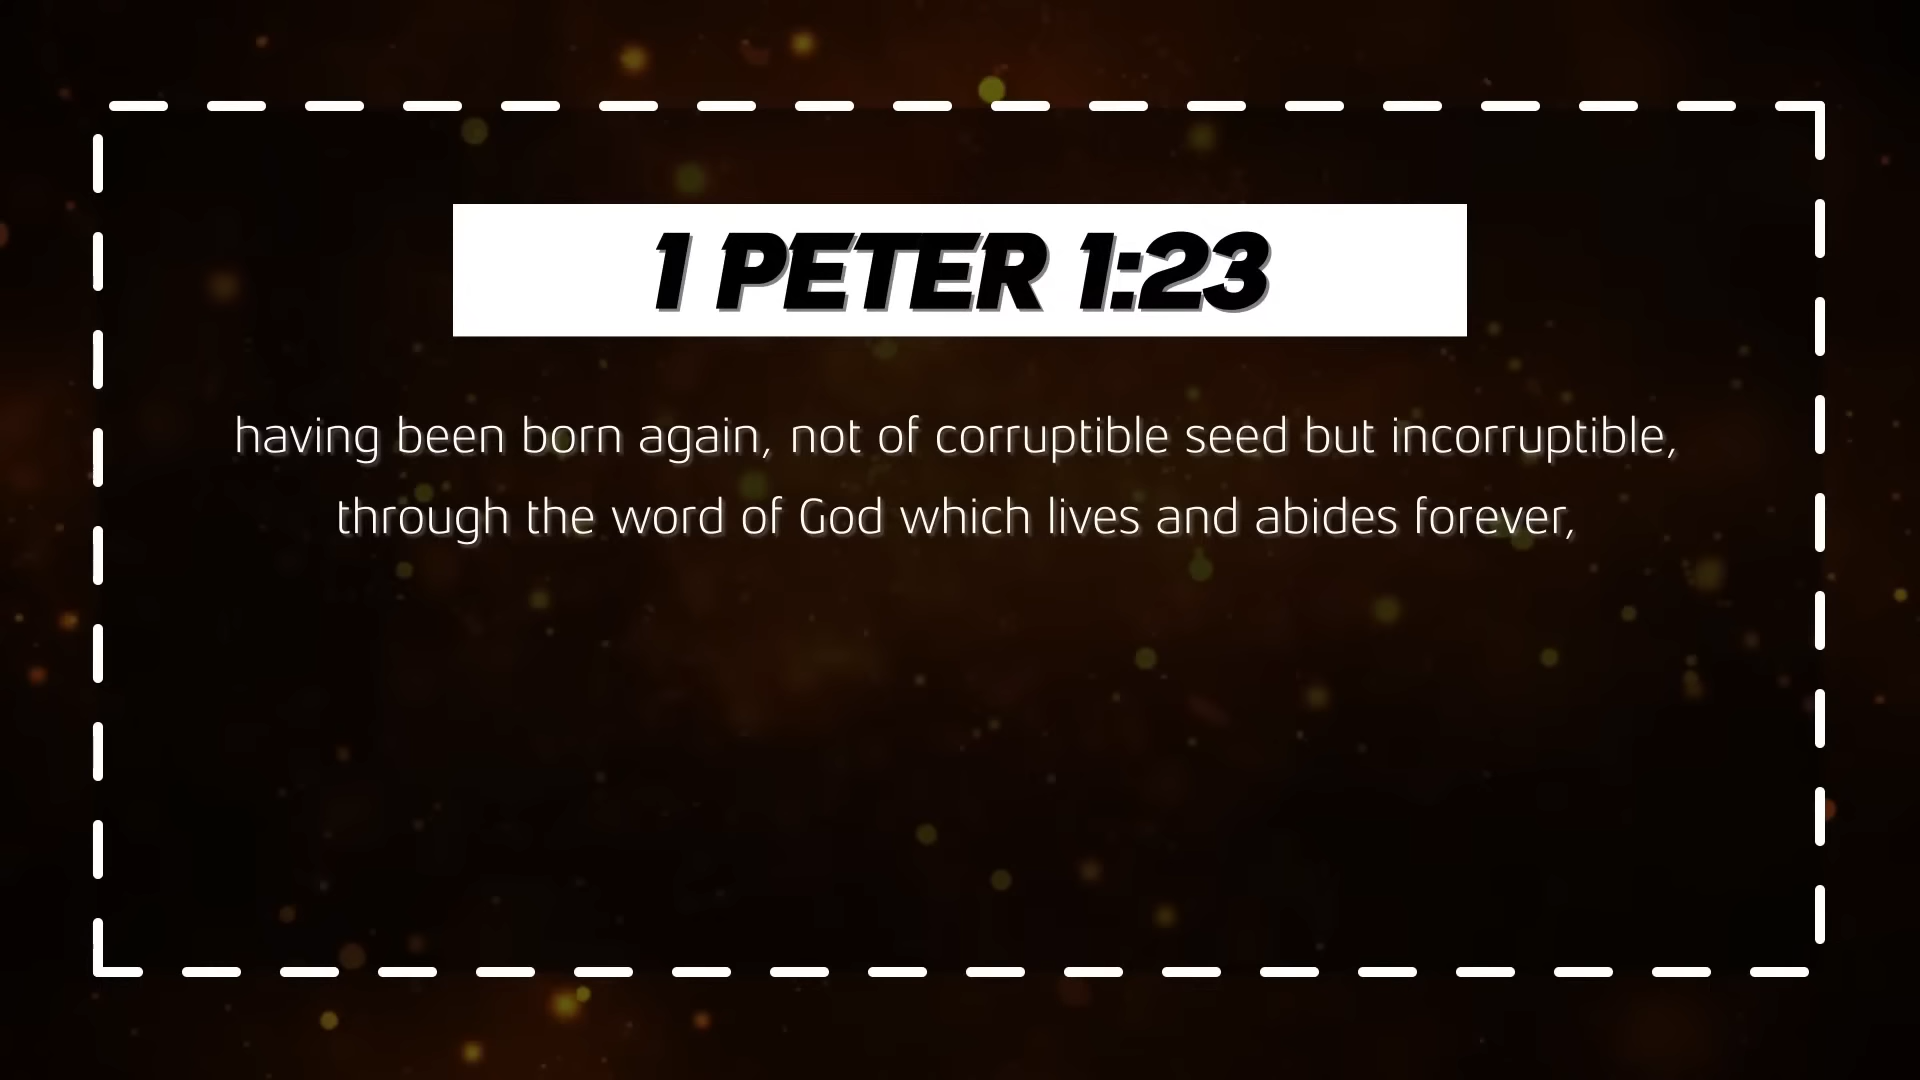 1 PETER 1:23
having been born again, not of corruptible seed but incorruptible,
through the word of God which lives and abides forever,